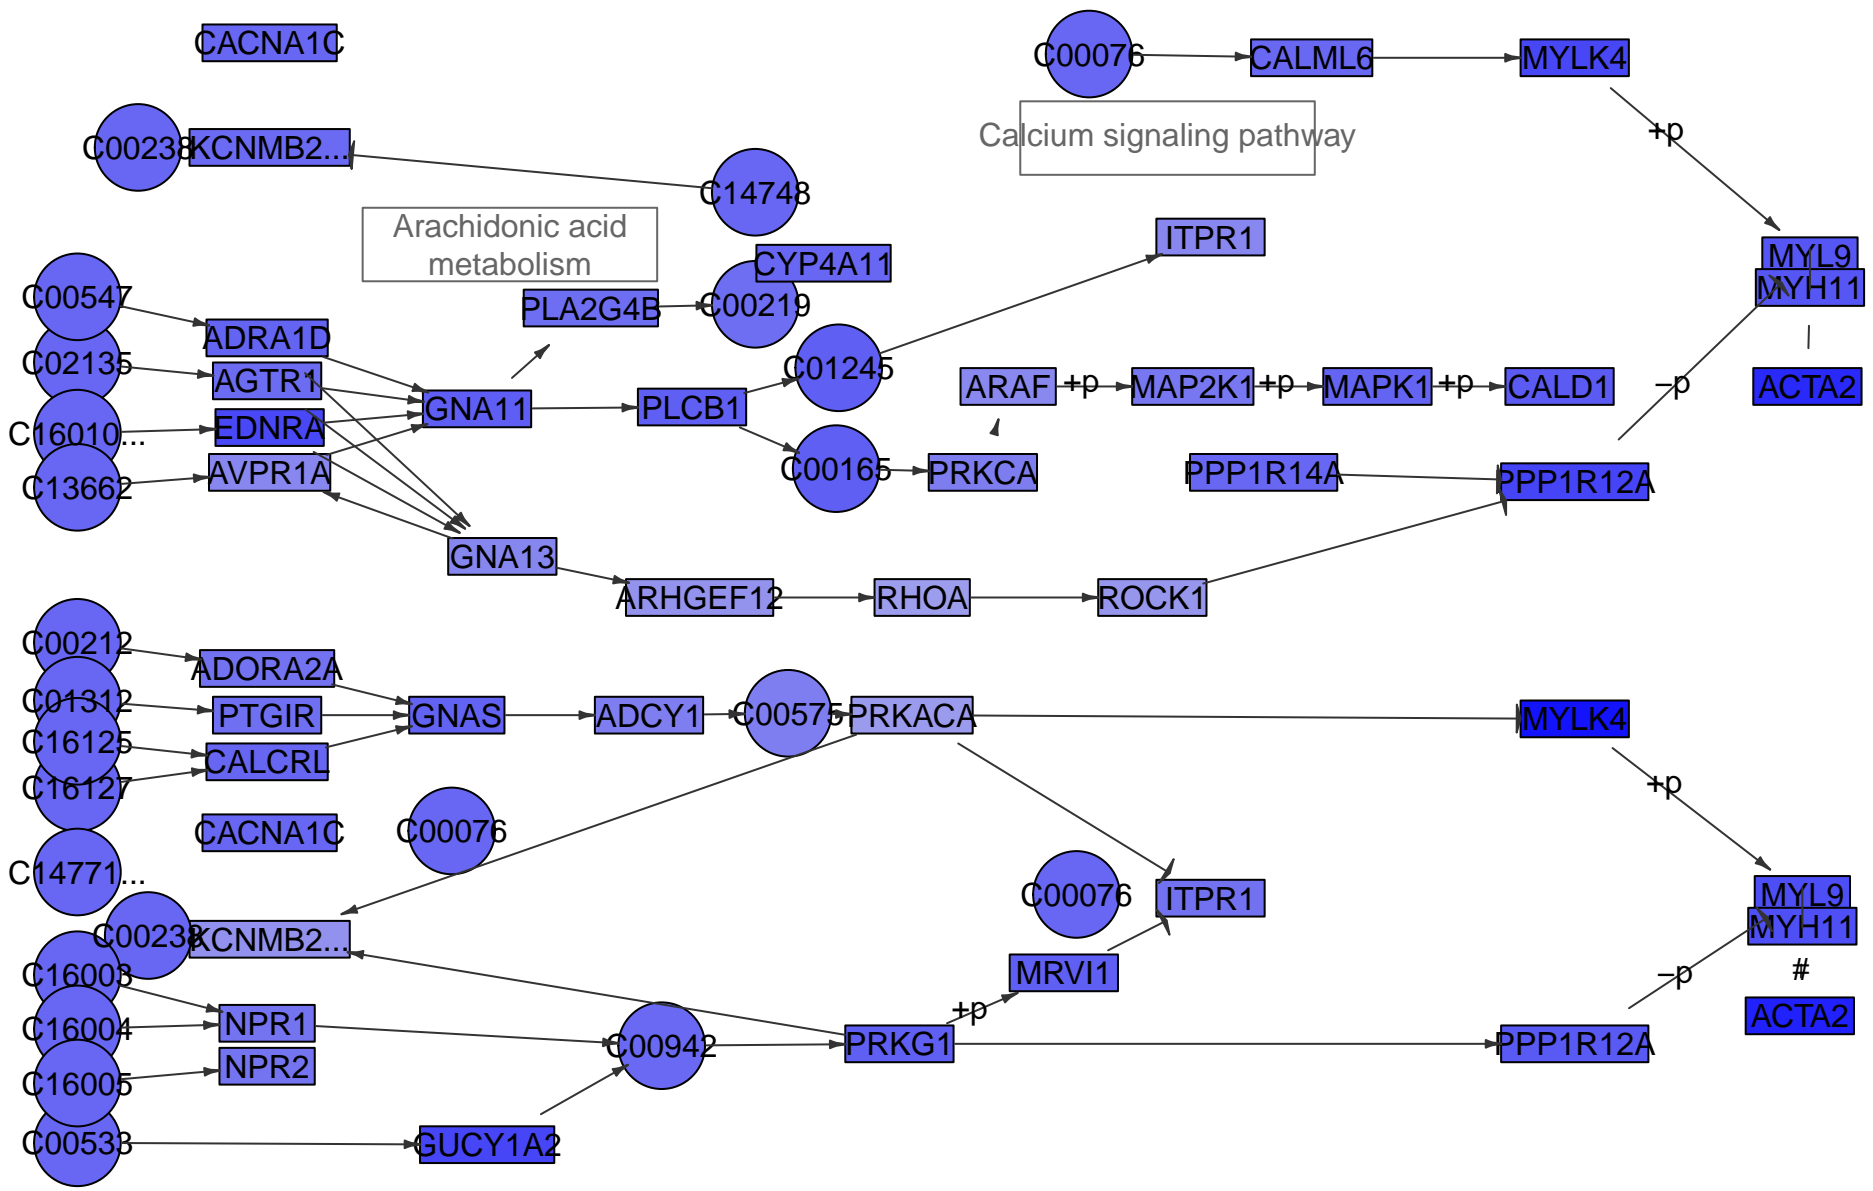 CACNA1C
C00076
CALML6
MYLK4
+p
Calcium signaling pathway
C00238
KCNMB2...
C14748
Arachidonic acid
metabolism
ITPR1
CYP4A11
MYL9
MYH11
C00547
PLA2G4B
C00219
ADRA1D
C02135
AGTR1
GNA11
PLCB1
C01245
ARAF
+p
MAP2K1
+p
MAPK1
+p
CALD1
−p
ACTA2
C16010...
EDNRA
C13662
AVPR1A
C00165
PRKCA
PPP1R14A
PPP1R12A
GNA13
ARHGEF12
RHOA
ROCK1
C00212
ADORA2A
C01312
PTGIR
GNAS
ADCY1
C00575
PRKACA
MYLK4
C16125
CALCRL
C16127
+p
CACNA1C
C00076
C14771...
C00076
ITPR1
MYL9
MYH11
C00238
KCNMB2...
C16003
MRVI1
−p
#
+p
ACTA2
C16004
NPR1
C00942
PRKG1
PPP1R12A
C16005
NPR2
C00533
GUCY1A2